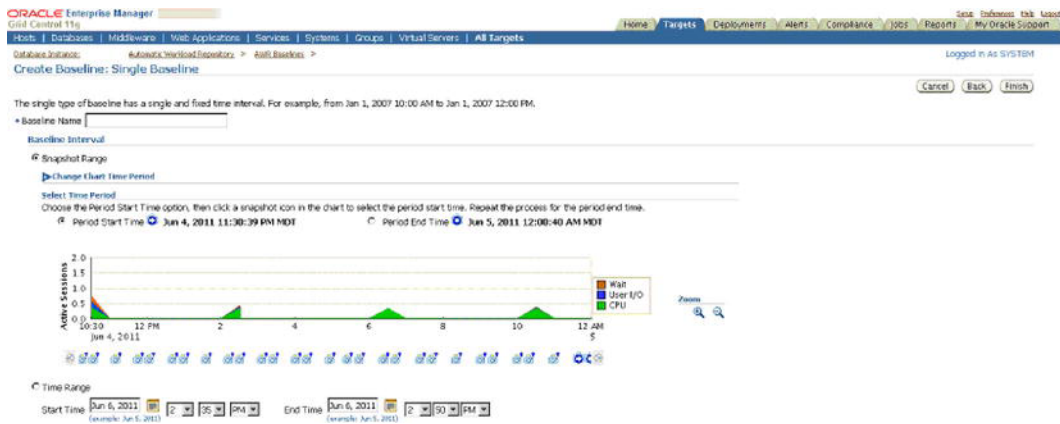 ORACLE Enterprise Manager
Grid Control 11g
Setup Preferences Help Logout
Home Targets Deployments Alerts Compliance Jobs Reports My Oracle Support
Hosts | Databases | Middleware | Web Applications | Services | Systems | Groups | Virtual Servers | All Targets
Database Instance: Automatic Workload Repository > AWR Baselines >
Logged in As SYSTEM
Create Baseline: Single Baseline
Cancel Back Finish
The single type of baseline has a single and fixed time interval. For example, from Jan 1, 2007 10:00 AM to Jan 1, 2007 12:00 PM.
* Baseline Name
Baseline Interval
Snapshot Range
Change Chart Time Period
Select Time Period
Choose the Period Start Time option, then click a snapshot icon in the chart to select the period start time. Repeat the process for the period end time.
Period Start Time Jun 4, 2011 11:30:39 PM MDT
Period End Time Jun 5, 2011 12:00:40 AM MDT
Active Sessions
2.0
1.5
1.0
0.5
0.0
10:30 12 PM 2 4 6 8 10 12 AM
Jun 4, 2011 5
Wait
User I/O
CPU
Zoom
Time Range
Start Time Jun 6, 2011 2 35 PM End Time Jun 6, 2011 2 50 PM
(example: Jun 5, 2011) (example: Jun 5, 2011)